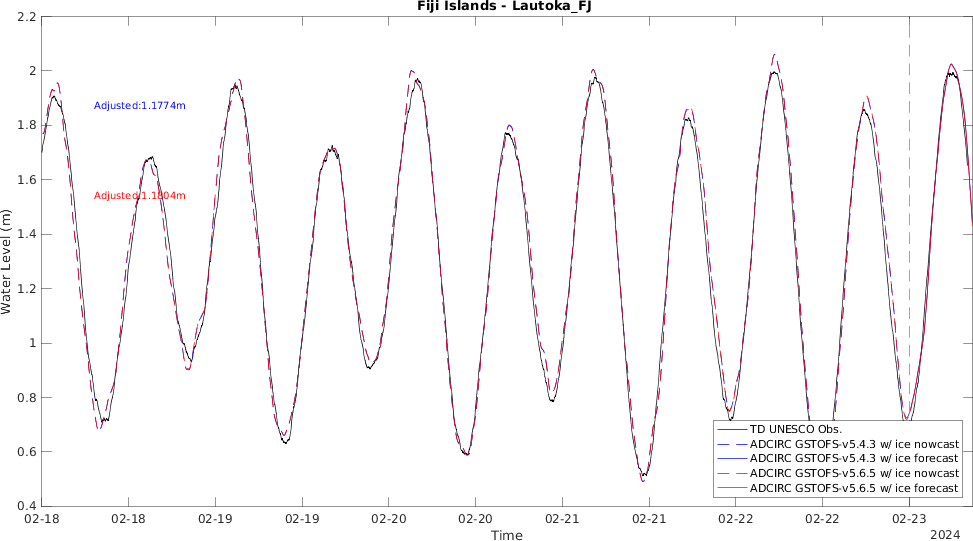 Fiji Islands - Lautoka_FJ
2.2
2
1.8
1.6
1.4
1.2
1
0.8
0.6
0.4
Water Level (m)
Adjusted:1.1774m
Adjusted:1.1804m
TD UNESCO Obs.
ADCIRC GSTOFS-v5.4.3 w/ ice nowcast
ADCIRC GSTOFS-v5.4.3 w/ ice forecast
ADCIRC GSTOFS-v5.6.5 w/ ice nowcast
ADCIRC GSTOFS-v5.6.5 w/ ice forecast
02-18 02-18 02-19 02-19 02-20 02-20 02-21 02-21 02-22 02-22 02-23
Time
2024